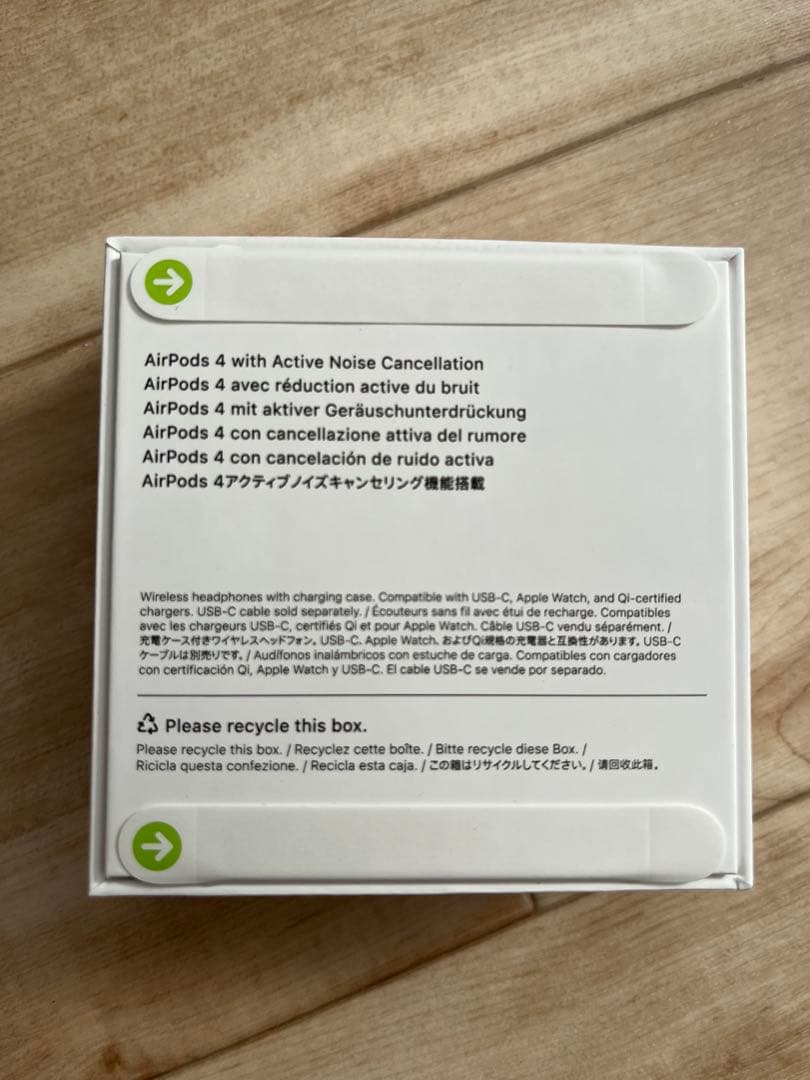 AirPods 4 with Active Noise Cancellation
AirPods 4 avec réduction active du bruit
AirPods 4 mit aktiver Geräuschunterdrückung
AirPods 4 con cancellazione attiva del rumore
AirPods 4 con cancelación de ruido activa
AirPods 4アクティブノイズキャンセリング機能搭載
Wireless headphones with charging case. Compatible with USB-C, Apple Watch, and Qi-certified
chargers. USB-C cable sold separately. / Écouteurs sans fil avec étui de recharge. Compatibles
avec les chargeurs USB-C, certifiés Qi et pour Apple Watch. Câble USB-C vendu séparément. /
充電ケース付きワイヤレスヘッドフォン。USB-C、Apple Watch、およびQi規格の充電器と互換性があります。USB-C
ケーブルは別売りです。/ Audífonos inalámbricos con estuche de carga. Compatibles con cargadores
con certificación Qi, Apple Watch y USB-C. El cable USB-C se vende por separado.
Please recycle this box.
Please recycle this box. / Recyclez cette boîte. / Bitte recycle diese Box. /
Ricicla questa confezione. / Recicla esta caja. / この箱はリサイクルしてください。/ 请回收此箱。